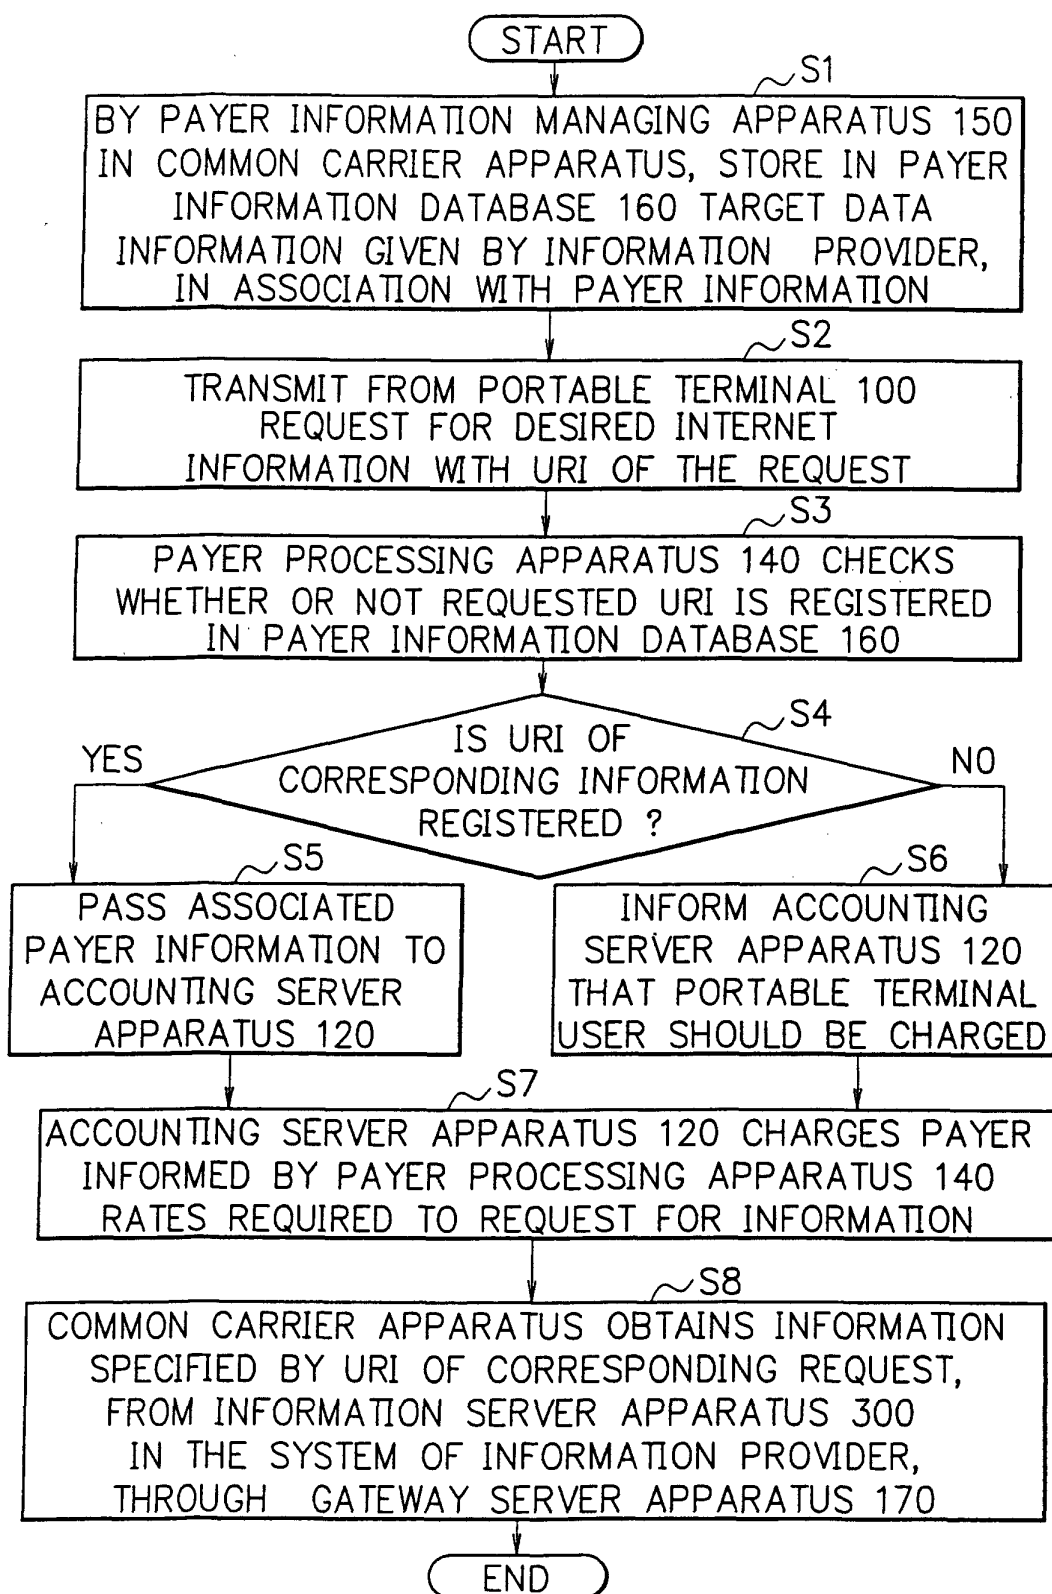 START
S1
BY PAYER INFORMATION MANAGING APPARATUS 150
IN COMMON CARRIER APPARATUS, STORE IN PAYER
INFORMATION DATABASE 160 TARGET DATA
INFORMATION GIVEN BY INFORMATION PROVIDER,
IN ASSOCIATION WITH PAYER INFORMATION
S2
TRANSMIT FROM PORTABLE TERMINAL 100
REQUEST FOR DESIRED INTERNET
INFORMATION WITH URI OF THE REQUEST
S3
PAYER PROCESSING APPARATUS 140 CHECKS
WHETHER OR NOT REQUESTED URI IS REGISTERED
IN PAYER INFORMATION DATABASE 160
S4
IS URI OF
CORRESPONDING INFORMATION
REGISTERED ?
YES
NO
S5
PASS ASSOCIATED
PAYER INFORMATION TO
ACCOUNTING SERVER
APPARATUS 120
S6
INFORM ACCOUNTING
SERVER APPARATUS 120
THAT PORTABLE TERMINAL
USER SHOULD BE CHARGED
S7
ACCOUNTING SERVER APPARATUS 120 CHARGES PAYER
INFORMED BY PAYER PROCESSING APPARATUS 140
RATES REQUIRED TO REQUEST FOR INFORMATION
S8
COMMON CARRIER APPARATUS OBTAINS INFORMATION
SPECIFIED BY URI OF CORRESPONDING REQUEST,
FROM INFORMATION SERVER APPARATUS 300
IN THE SYSTEM OF INFORMATION PROVIDER,
THROUGH GATEWAY SERVER APPARATUS 170
END